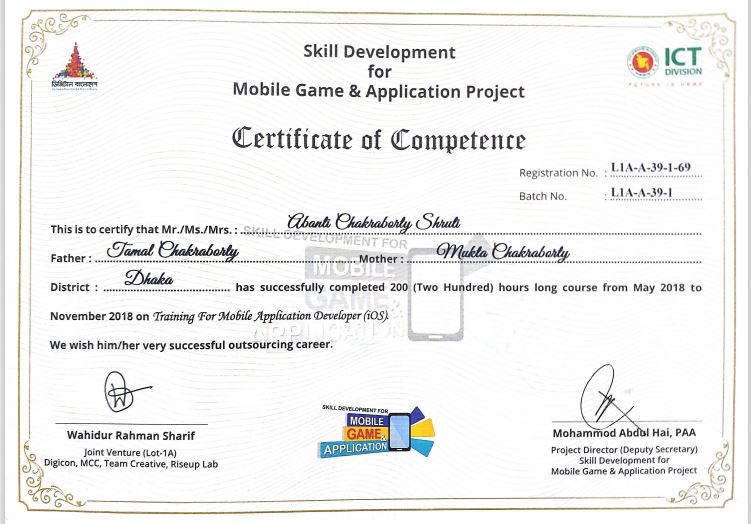 Skill Development
for
Mobile Game & Application Project
ডিজিটাল বাংলাদেশ
ICT
DIVISION
FUTURE IS HERE
Certificate of Competence
Registration No. : L1A-A-39-1-69
Batch No. : L1A-A-39-1
This is to certify that Mr./Ms./Mrs. : Abanti Chakraborty Shruti
SKILL DEVELOPMENT FOR
MOBILE
GAME &
APPLICATION
Father : Tamal Chakraborty Mother : Mukta Chakraborty
District : Dhaka has successfully completed 200 (Two Hundred) hours long course from May 2018 to
November 2018 on Training For Mobile Application Developer (iOS).
We wish him/her very successful outsourcing career.
Wahidur Rahman Sharif
Joint Venture (Lot-1A)
Digicon, MCC, Team Creative, Riseup Lab
SKILL DEVELOPMENT FOR
MOBILE
GAME &
APPLICATION
Mohammod Abdul Hai, PAA
Project Director (Deputy Secretary)
Skill Development for
Mobile Game & Application Project